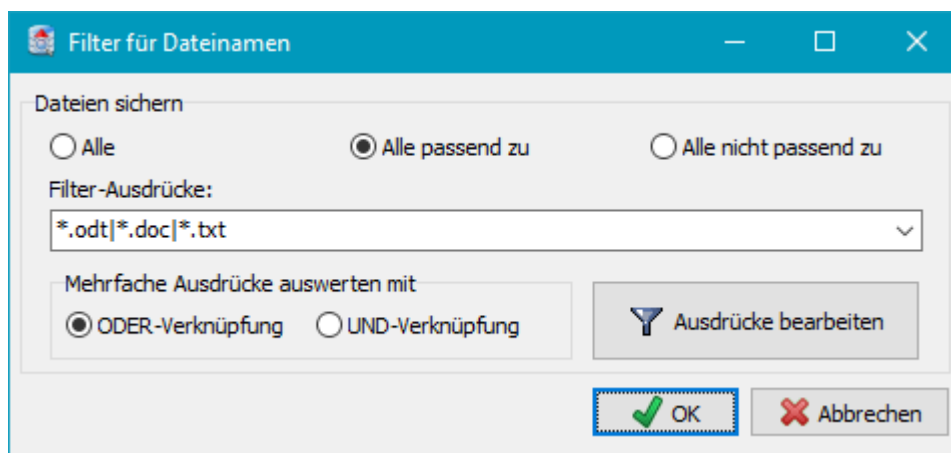 Filter für Dateinamen
Dateien sichern
Alle Alle passend zu Alle nicht passend zu
Filter-Ausdrücke:
*.odt|*.doc|*.txt
Mehrfache Ausdrücke auswerten mit
ODER-Verknüpfung UND-Verknüpfung Ausdrücke bearbeiten
OK Abbrechen